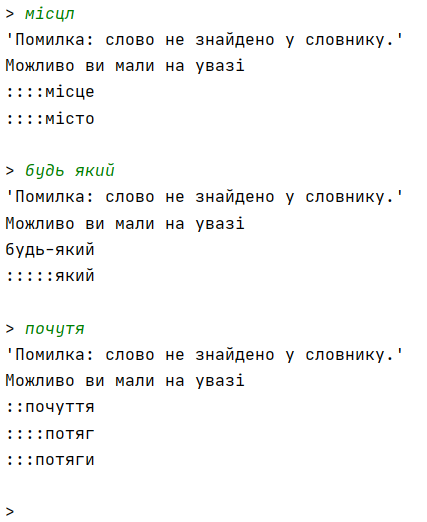 > місцл
'Помилка: слово не знайдено у словнику.'
Можливо ви мали на увазі
::::місце
::::місто
> будь який
'Помилка: слово не знайдено у словнику.'
Можливо ви мали на увазі
будь-який
:::::який
> почутя
'Помилка: слово не знайдено у словнику.'
Можливо ви мали на увазі
::почуття
::::потяг
:::потяги
>